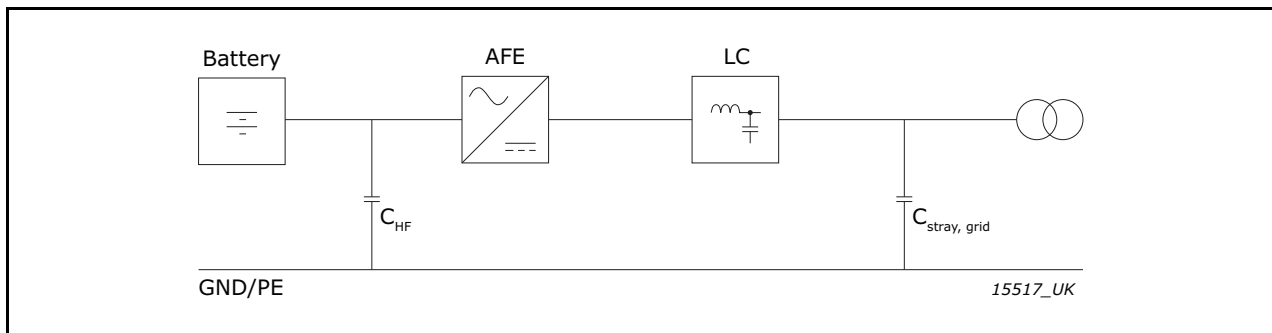 Battery
AFE
LC
C_HF
C_stray, grid
GND/PE
15517_UK